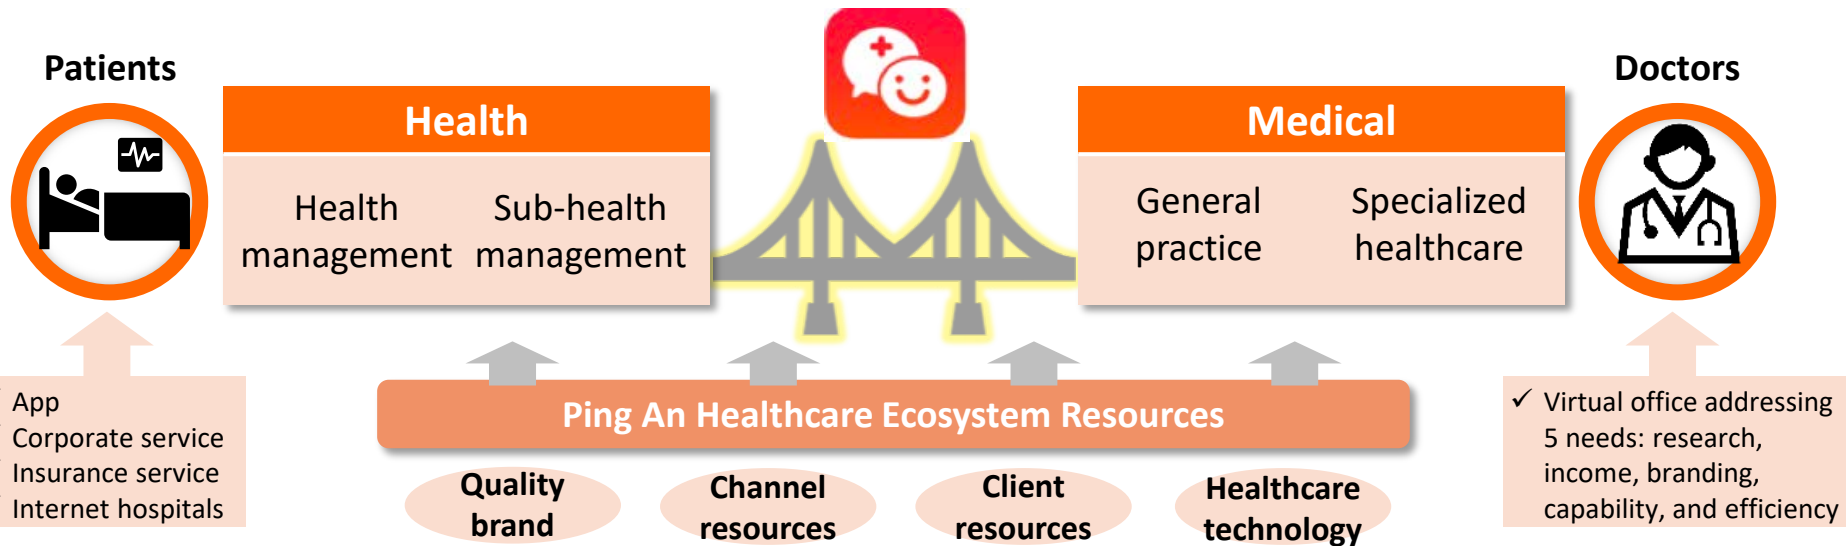 Patients
Doctors
Health
Medical
Health
management
Sub-health
management
General
practice
Specialized
healthcare
App
Corporate service
Insurance service
Internet hospitals
Ping An Healthcare Ecosystem Resources
✓ Virtual office addressing
5 needs: research,
income, branding,
capability, and efficiency
Quality
brand
Channel
resources
Client
resources
Healthcare
technology